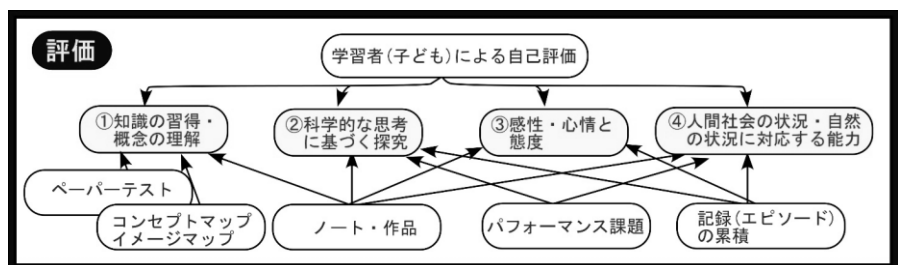 評価
学習者(子ども)による自己評価
①知識の習得・
概念の理解
②科学的な思考
に基づく探究
③感性・心情と
態度
④人間社会の状況・自然
の状況に対応する能力
ペーパーテスト
コンセプトマップ
イメージマップ
ノート・作品
パフォーマンス課題
記録(エピソード)
の累積